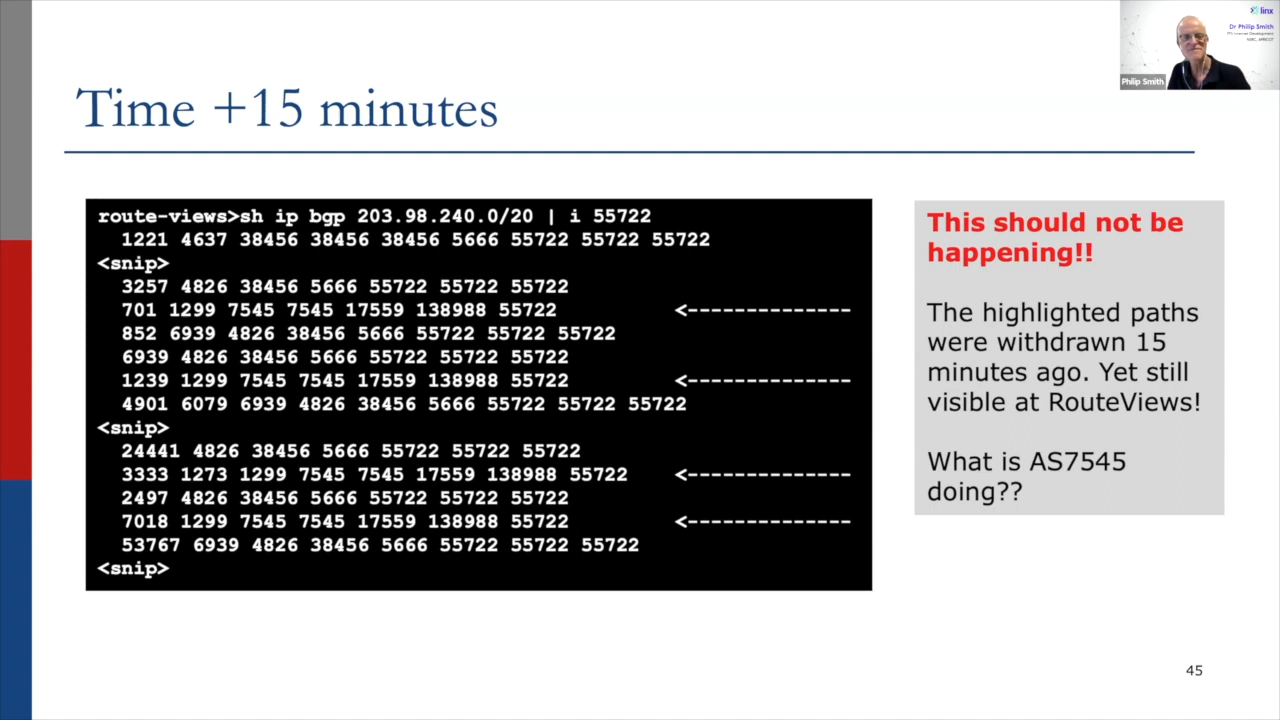 linx
Dr Philip Smith
Philip Smith
Time +15 minutes
route-views>sh ip bgp 203.98.240.0/20 | i 55722
1221 4637 38456 38456 38456 5666 55722 55722 55722
<snip>
3257 4826 38456 5666 55722 55722 55722
701 1299 7545 7545 17559 138988 55722 <--------------
852 6939 4826 38456 5666 55722 55722 55722
6939 4826 38456 5666 55722 55722 55722
1239 1299 7545 7545 17559 138988 55722 <--------------
4901 6079 6939 4826 38456 5666 55722 55722 55722
<snip>
24441 4826 38456 5666 55722 55722 55722
3333 1273 1299 7545 7545 17559 138988 55722 <--------------
2497 4826 38456 5666 55722 55722 55722
7018 1299 7545 7545 17559 138988 55722 <--------------
53767 6939 4826 38456 5666 55722 55722 55722
<snip>
This should not be
happening!!
The highlighted paths
were withdrawn 15
minutes ago. Yet still
visible at RouteViews!
What is AS7545
doing??
45